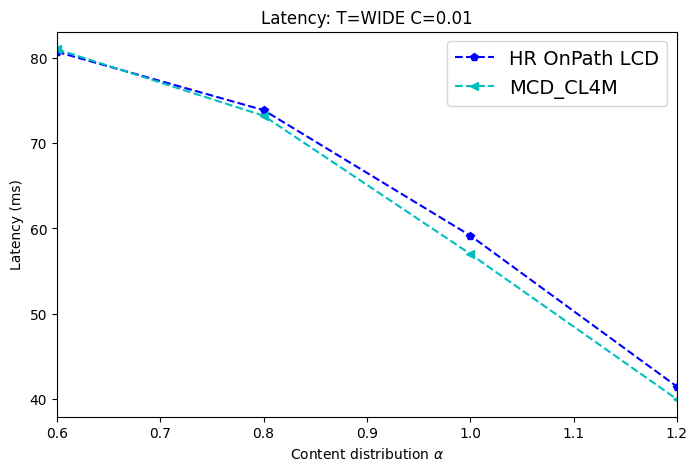 Latency: T=WIDE C=0.01
HR OnPath LCD
MCD_CL4M
Latency (ms)
80
70
60
50
40
0.6 0.7 0.8 0.9 1.0 1.1 1.2
Content distribution α